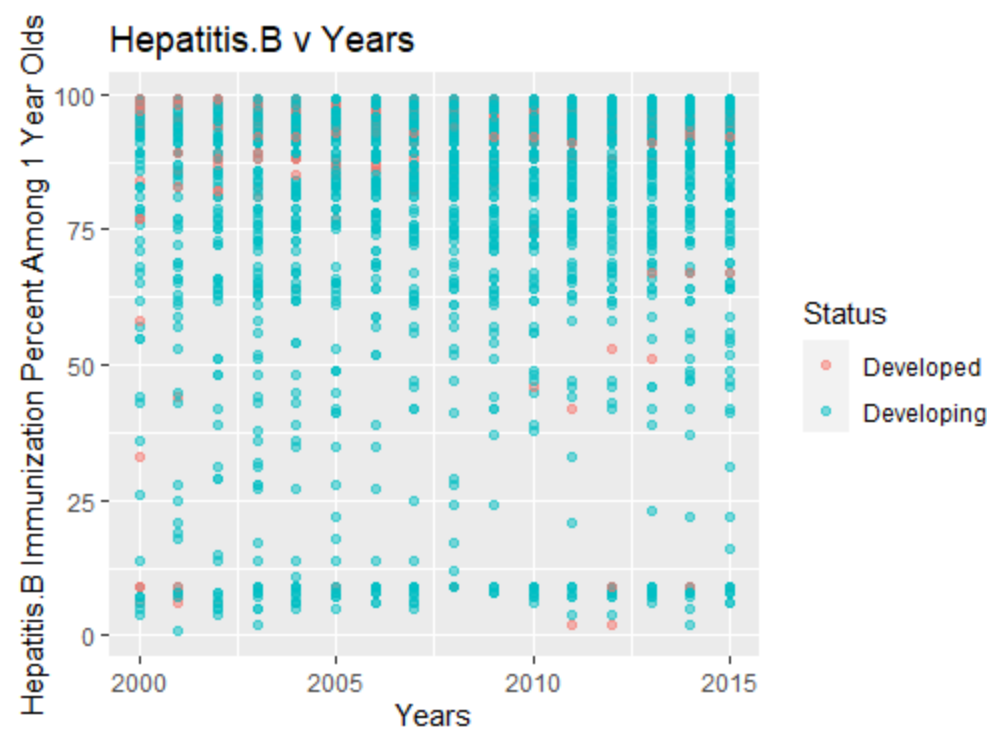 Hepatitis.B v Years
Hepatitis.B Immunization Percent Among 1 Year Olds
100
75
50
25
0
2000 2005 2010 2015
Years
Status
Developed
Developing